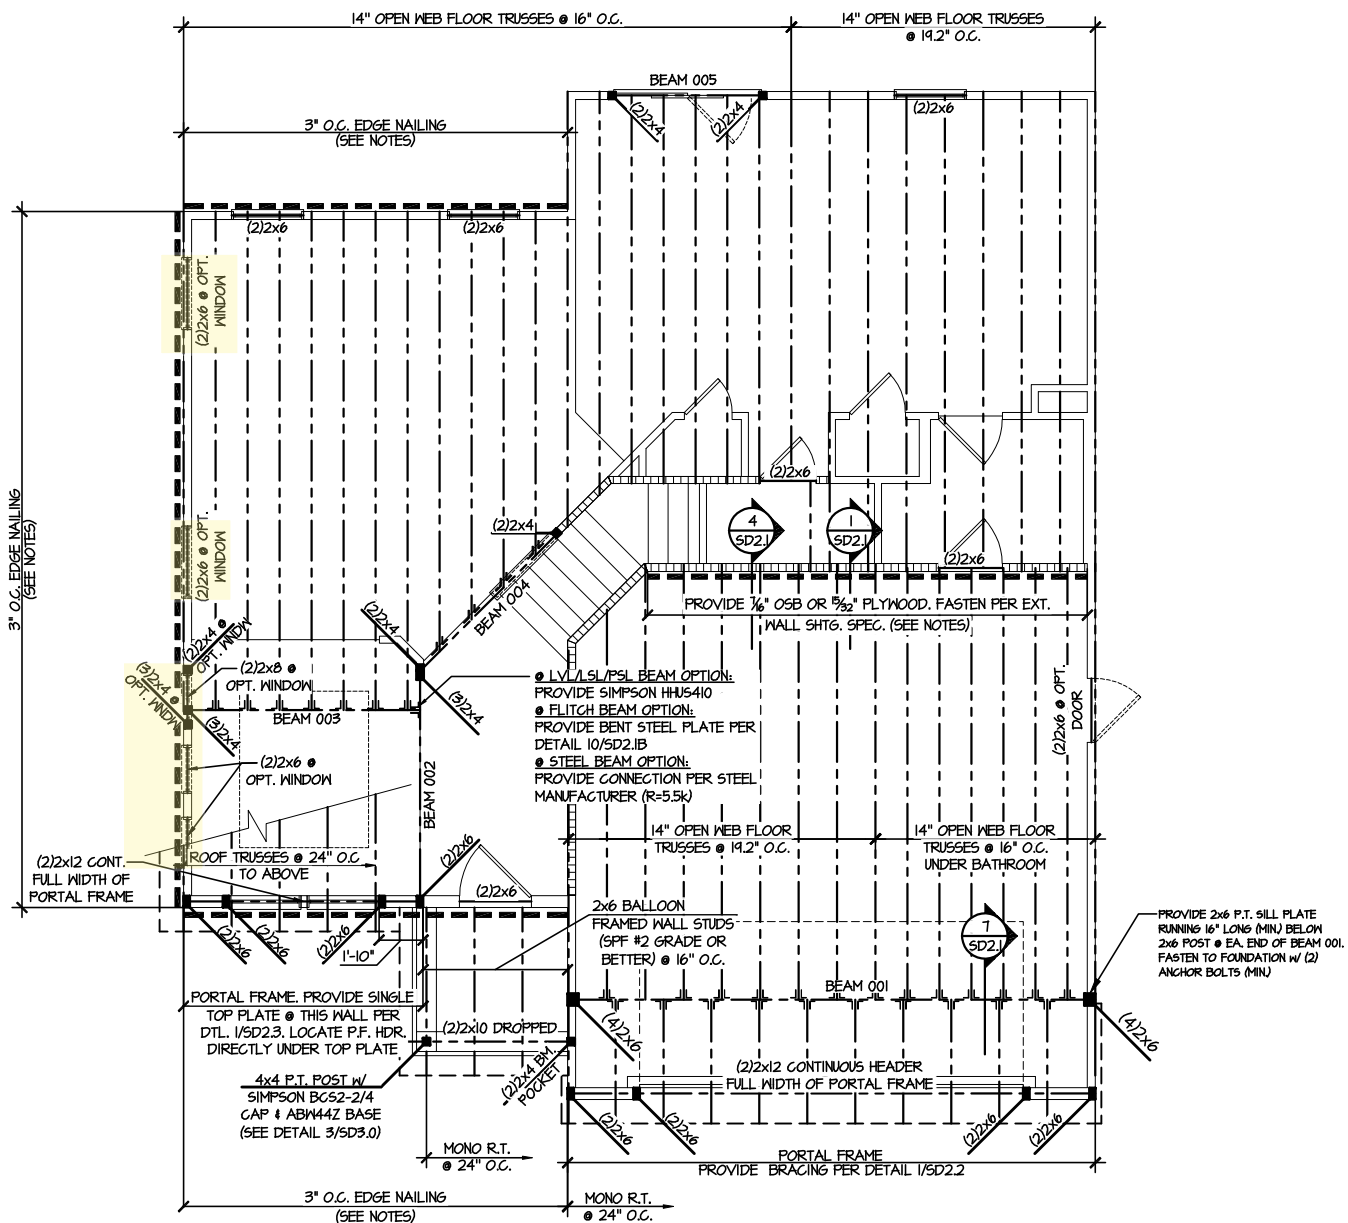 14" OPEN WEB FLOOR TRUSSES @ 16" O.C.
14" OPEN WEB FLOOR TRUSSES
@ 19.2" O.C.
BEAM 005
(2)2x4
(2)2x4
(2)2x6
3" O.C. EDGE NAILING
(SEE NOTES)
(2)2x6
(2)2x6
(2)2x6 @ OPT.
WINDOW
3" O.C. EDGE NAILING
(SEE NOTES)
(2)2x6 @ OPT.
WINDOW
(2)2x6
(2)2x4
4
SD2.1
1
SD2.1
(2)2x6
BEAM 004
(2)2x4
PROVIDE 7/16" OSB OR 15/32" PLYWOOD. FASTEN PER EXT.
WALL SHTG. SPEC. (SEE NOTES)
(2)2x4 @
OPT. WNDW
(3)2x4 @
OPT. WNDW
(2)2x8 @
OPT. WINDOW
(3)2x4
BEAM 003
(3)2x4
@ LVL/LSL/PSL BEAM OPTION:
PROVIDE SIMPSON HHUS410
@ FLITCH BEAM OPTION:
PROVIDE BENT STEEL PLATE PER
DETAIL 10/SD2.1B
@ STEEL BEAM OPTION:
PROVIDE CONNECTION PER STEEL
MANUFACTURER (R=5.5k)
(2)2x6 @ OPT.
DOOR
(2)2x6 @
OPT. WINDOW
BEAM 002
14" OPEN WEB FLOOR
TRUSSES @ 19.2" O.C.
14" OPEN WEB FLOOR
TRUSSES @ 16" O.C.
UNDER BATHROOM
(2)2x12 CONT.
FULL WIDTH OF
PORTAL FRAME
ROOF TRUSSES @ 24" O.C.
TO ABOVE
(2)2x6
(2)2x6
2x6 BALLOON
FRAMED WALL STUDS
(SPF #2 GRADE OR
BETTER) @ 16" O.C.
(2)2x6
(2)2x6
(2)2x6
1'-10"
7
SD2.1
PROVIDE 2x6 P.T. SILL PLATE
RUNNING 16" LONG (MIN.) BELOW
2x6 POST @ EA. END OF BEAM 001.
FASTEN TO FOUNDATION W/ (2)
ANCHOR BOLTS (MIN.)
BEAM 001
PORTAL FRAME. PROVIDE SINGLE
TOP PLATE @ THIS WALL PER
DTL. 1/SD2.3. LOCATE P.F. HDR.
DIRECTLY UNDER TOP PLATE
(2)2x10 DROPPED
(4)2x6
(4)2x6
(2)2x4 BM.
POCKET
(2)2x12 CONTINUOUS HEADER
FULL WIDTH OF PORTAL FRAME
4x4 P.T. POST W/
SIMPSON BCS2-2/4
CAP & ABW44Z BASE
(SEE DETAIL 3/SD3.0)
(2)2x6
(2)2x6
(2)2x6
(2)2x6
MONO R.T.
@ 24" O.C.
PORTAL FRAME
PROVIDE BRACING PER DETAIL 1/SD2.2
3" O.C. EDGE NAILING
(SEE NOTES)
MONO R.T.
@ 24" O.C.